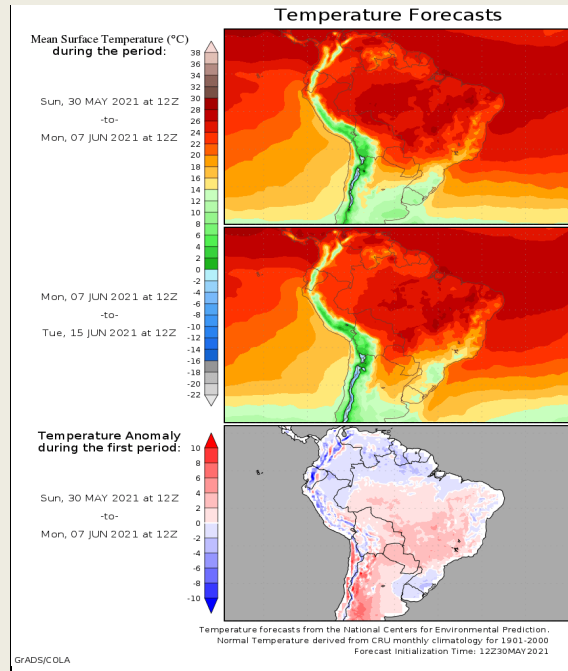 Temperature Forecasts
Mean Surface Temperature (°C)
during the period:
38
36
34
32
30
28
26
24
22
20
18
16
14
12
10
8
6
4
2
0
-2
-4
-6
-8
-10
-12
-14
-16
-18
-20
-22
Sun, 30 MAY 2021 at 12Z
-to-
Mon, 07 JUN 2021 at 12Z
Mon, 07 JUN 2021 at 12Z
-to-
Tue, 15 JUN 2021 at 12Z
Temperature Anomaly
during the first period:
10
8
6
4
2
0
-2
-4
-6
-8
-10
Sun, 30 MAY 2021 at 12Z
-to-
Mon, 07 JUN 2021 at 12Z
Temperature forecasts from the National Centers for Environmental Prediction.
Normal Temperature derived from CRU monthly climatology for 1901-2000
Forecast Initialization Time: 12Z30MAY2021
GrADS/COLA